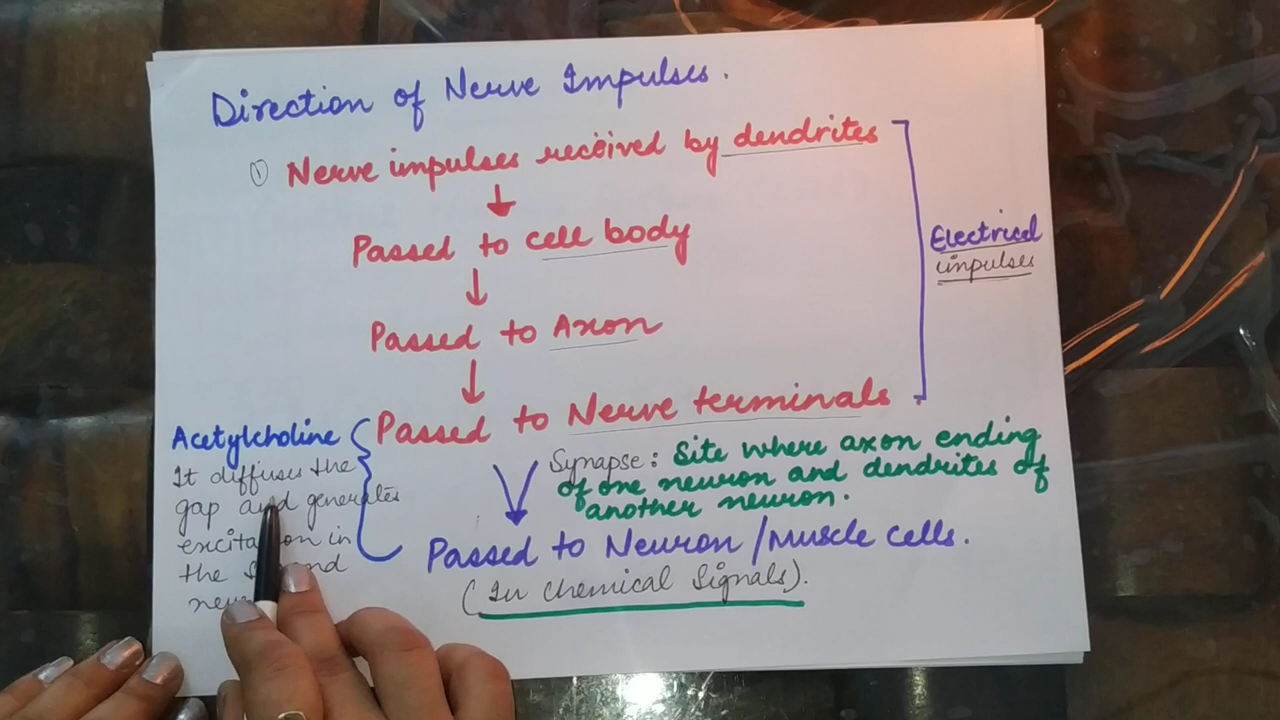 Direction of Nerve Impulses.
① Nerve impulses received by dendrites
Passed to cell body
Passed to Axon
Passed to Nerve terminals
Electrical
impulses
Acetylcholine
It diffuses the
gap and generates
excitation in
the
Synapse: Site where axon ending
of one neuron and dendrites of
another neuron.
Passed to Neuron / Muscle cells.
(In Chemical Signals).